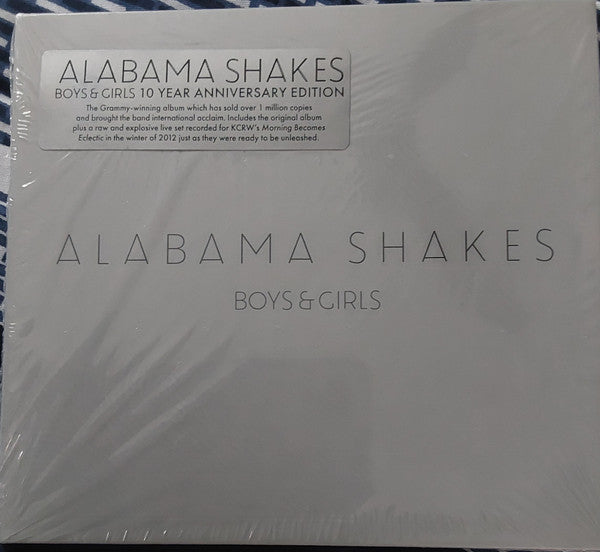 ALABAMA SHAKES
BOYS & GIRLS 10 YEAR ANNIVERSARY EDITION
The Grammy-winning album which has sold over 1 million copies
and brought the band international acclaim. Includes the original album
plus a raw and explosive live set recorded for KCRW's Morning Becomes
Eclectic in the winter of 2012 just as they were ready to be unleashed.
ALABAMA SHAKES
BOYS & GIRLS